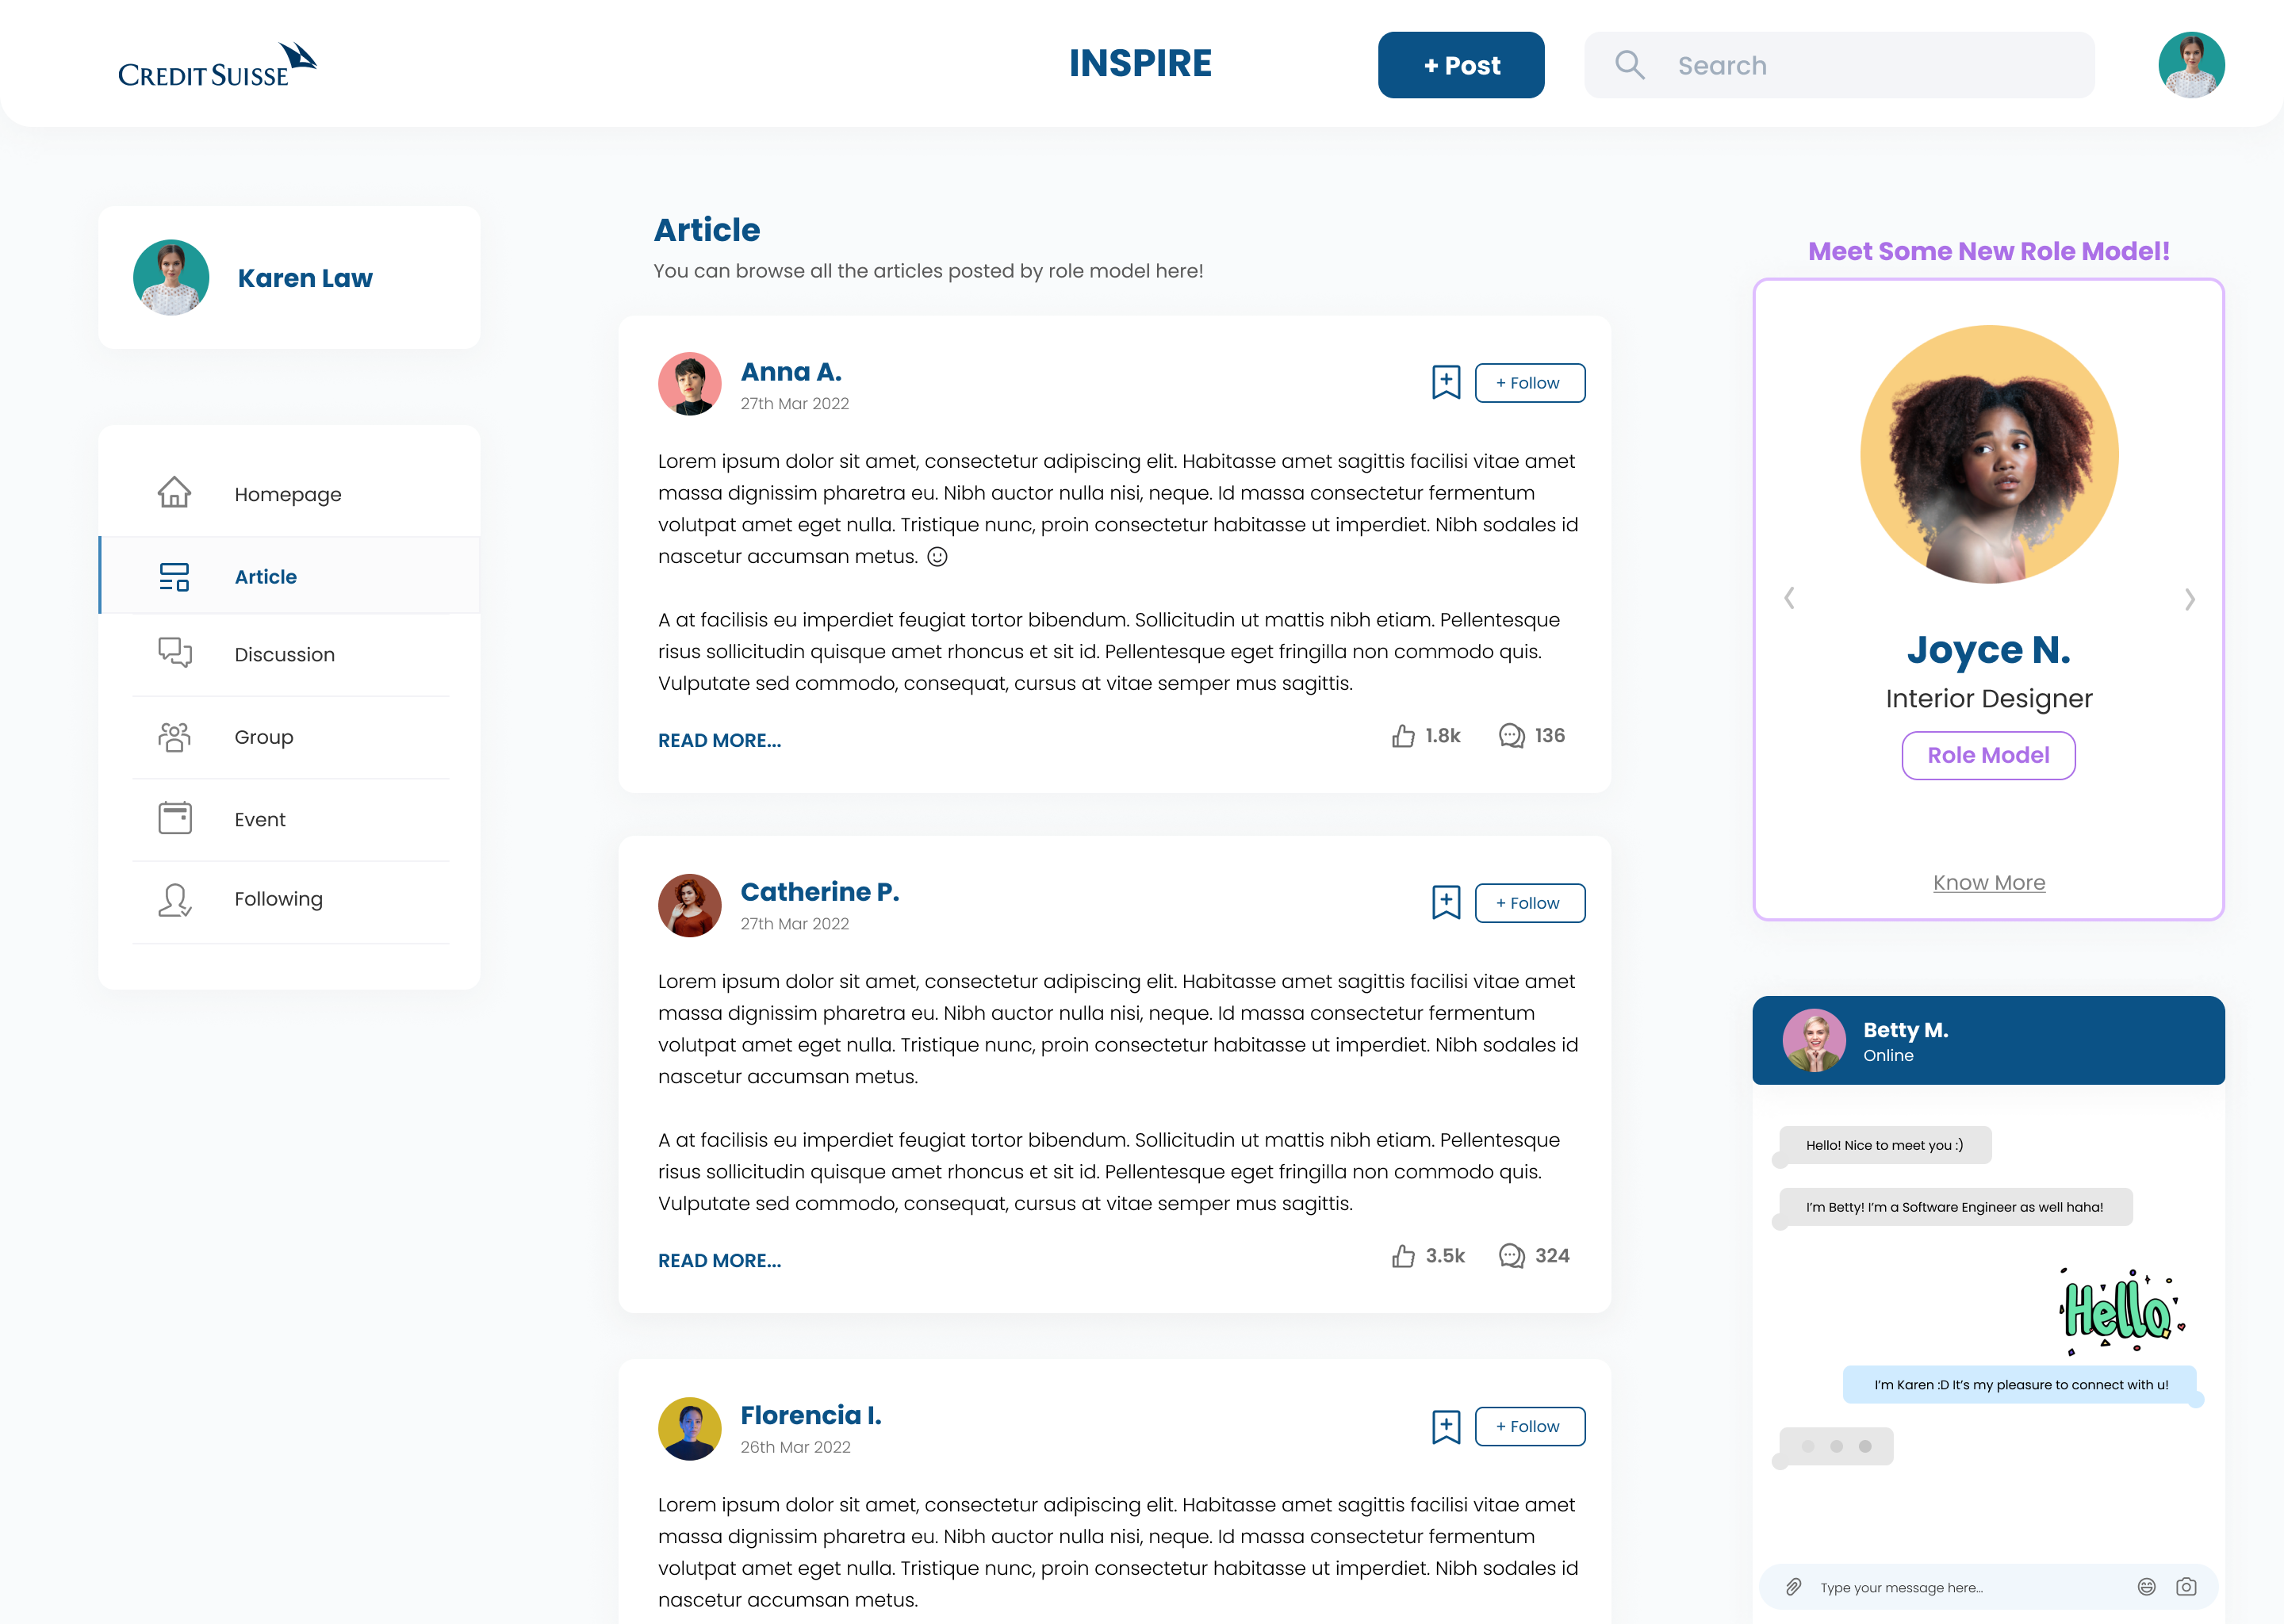 CREDIT SUISSE
INSPIRE
+ Post
Search
Karen Law
Homepage
Article
Discussion
Group
Event
Following
Article
You can browse all the articles posted by role model here!
Anna A.
27th Mar 2022
+ Follow
Lorem ipsum dolor sit amet, consectetur adipiscing elit. Habitasse amet sagittis facilisi vitae amet
massa dignissim pharetra eu. Nibh auctor nulla nisi, neque. Id massa consectetur fermentum
volutpat amet eget nulla. Tristique nunc, proin consectetur habitasse ut imperdiet. Nibh sodales id
nascetur accumsan metus.
A at facilisis eu imperdiet feugiat tortor bibendum. Sollicitudin ut mattis nibh etiam. Pellentesque
risus sollicitudin quisque amet rhoncus et sit id. Pellentesque eget fringilla non commodo quis.
Vulputate sed commodo, consequat, cursus at vitae semper mus sagittis.
READ MORE...
1.8k
136
Catherine P.
27th Mar 2022
+ Follow
Lorem ipsum dolor sit amet, consectetur adipiscing elit. Habitasse amet sagittis facilisi vitae amet
massa dignissim pharetra eu. Nibh auctor nulla nisi, neque. Id massa consectetur fermentum
volutpat amet eget nulla. Tristique nunc, proin consectetur habitasse ut imperdiet. Nibh sodales id
nascetur accumsan metus.
A at facilisis eu imperdiet feugiat tortor bibendum. Sollicitudin ut mattis nibh etiam. Pellentesque
risus sollicitudin quisque amet rhoncus et sit id. Pellentesque eget fringilla non commodo quis.
Vulputate sed commodo, consequat, cursus at vitae semper mus sagittis.
READ MORE...
3.5k
324
Florencia I.
26th Mar 2022
+ Follow
Lorem ipsum dolor sit amet, consectetur adipiscing elit. Habitasse amet sagittis facilisi vitae amet
massa dignissim pharetra eu. Nibh auctor nulla nisi, neque. Id massa consectetur fermentum
volutpat amet eget nulla. Tristique nunc, proin consectetur habitasse ut imperdiet. Nibh sodales id
nascetur accumsan metus.
Meet Some New Role Model!
Joyce N.
Interior Designer
Role Model
Know More
Betty M.
Online
Hello! Nice to meet you :)
I'm Betty! I'm a Software Engineer as well haha!
Hello
I'm Karen :D It's my pleasure to connect with u!
Type your message here...